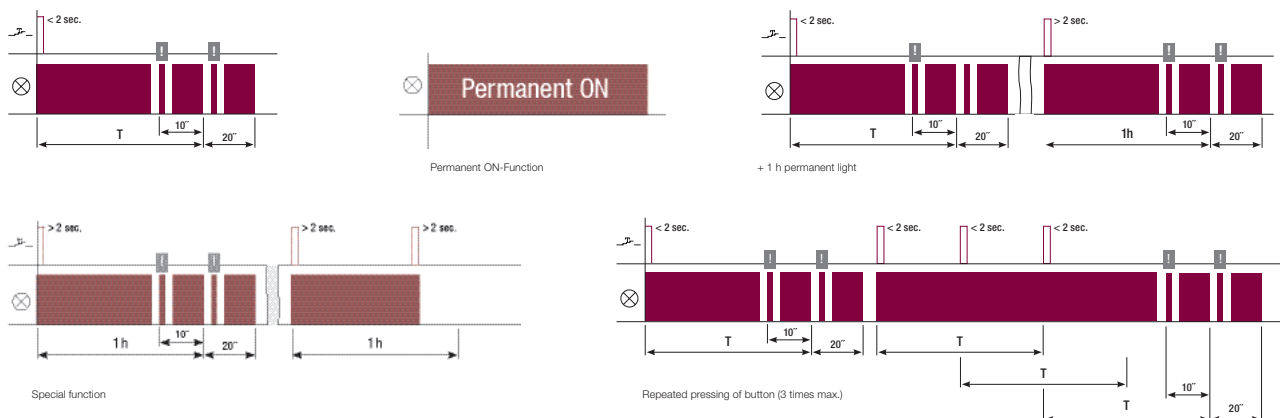 < 2 sec.
!
!
T
10″
20″
Permanent ON
Permanent ON-Function
< 2 sec.
> 2 sec.
!
!
!
T
10″
20″
1h
10″
20″
+ 1 h permanent light
> 2 sec.
> 2 sec.
> 2 sec.
!
!
1h
10″
20″
1h
Special function
< 2 sec.
< 2 sec.
< 2 sec.
< 2 sec.
!
!
!
!
T
10″
20″
T
T
10″
T
20″
Repeated pressing of button (3 times max.)